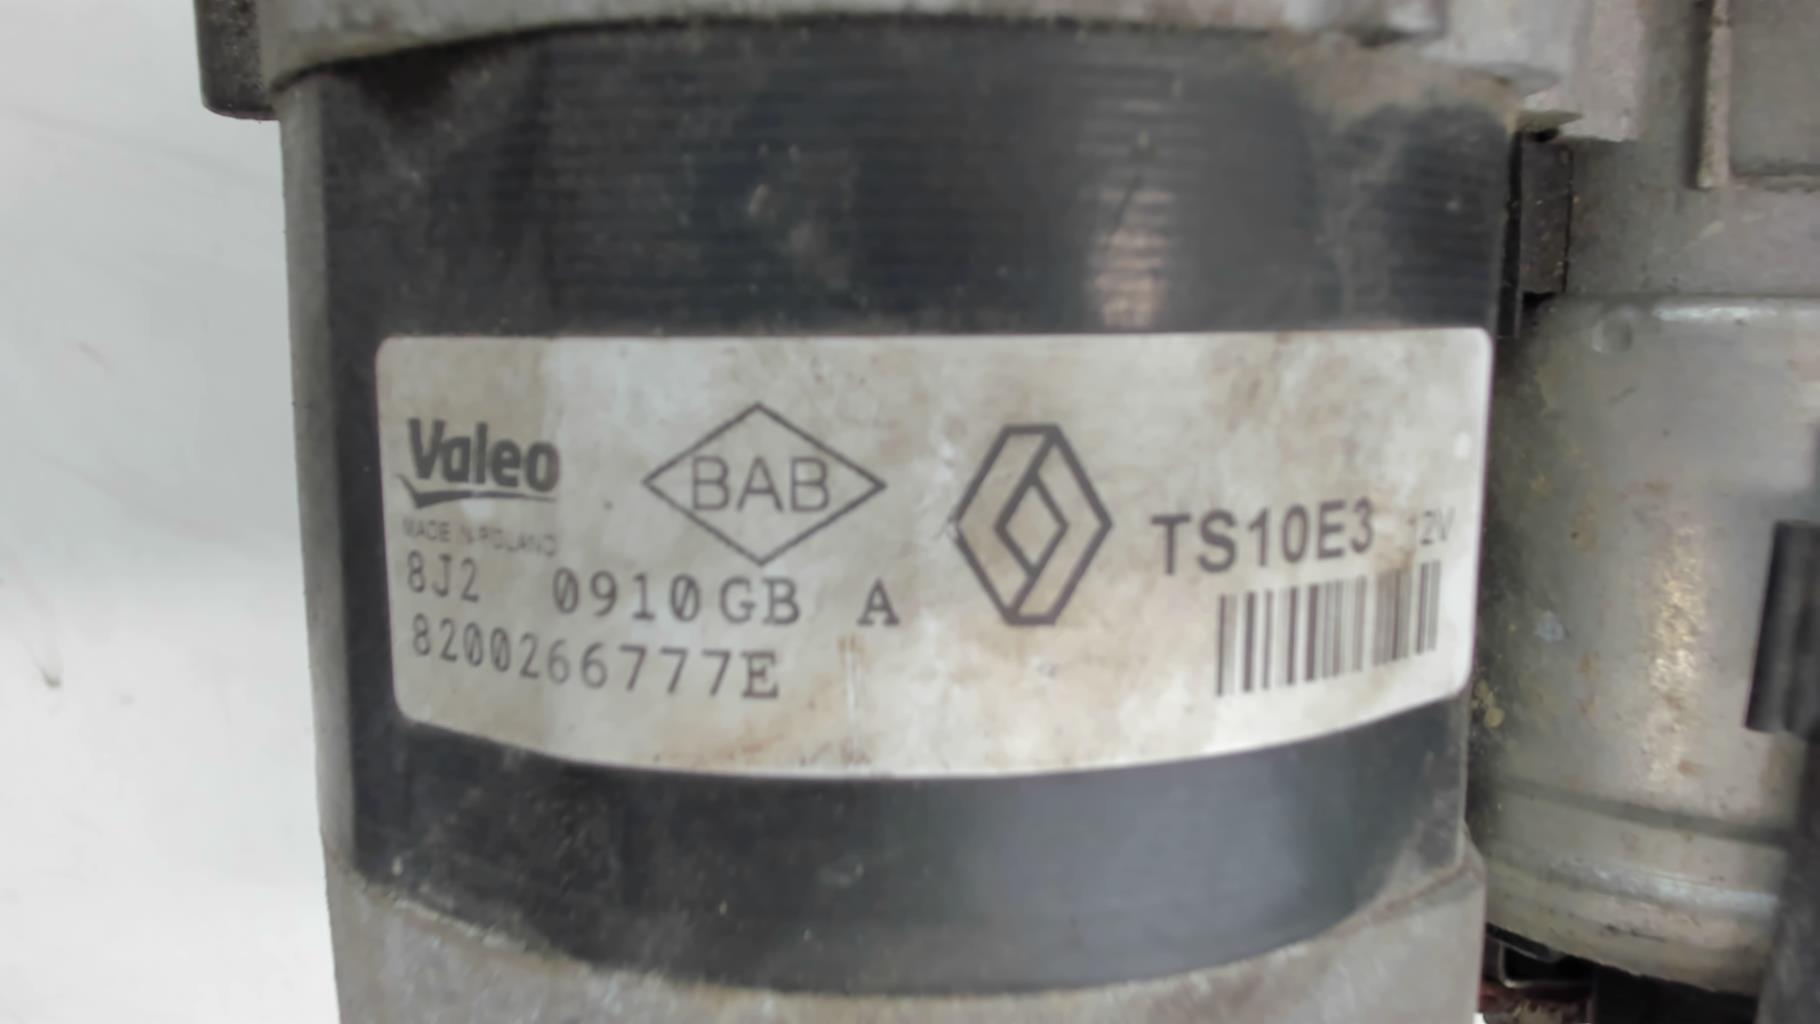 Valeo
BAB
TS10E3 12V
MADE IN POLAND
8J2 0910GB A
8200266777E